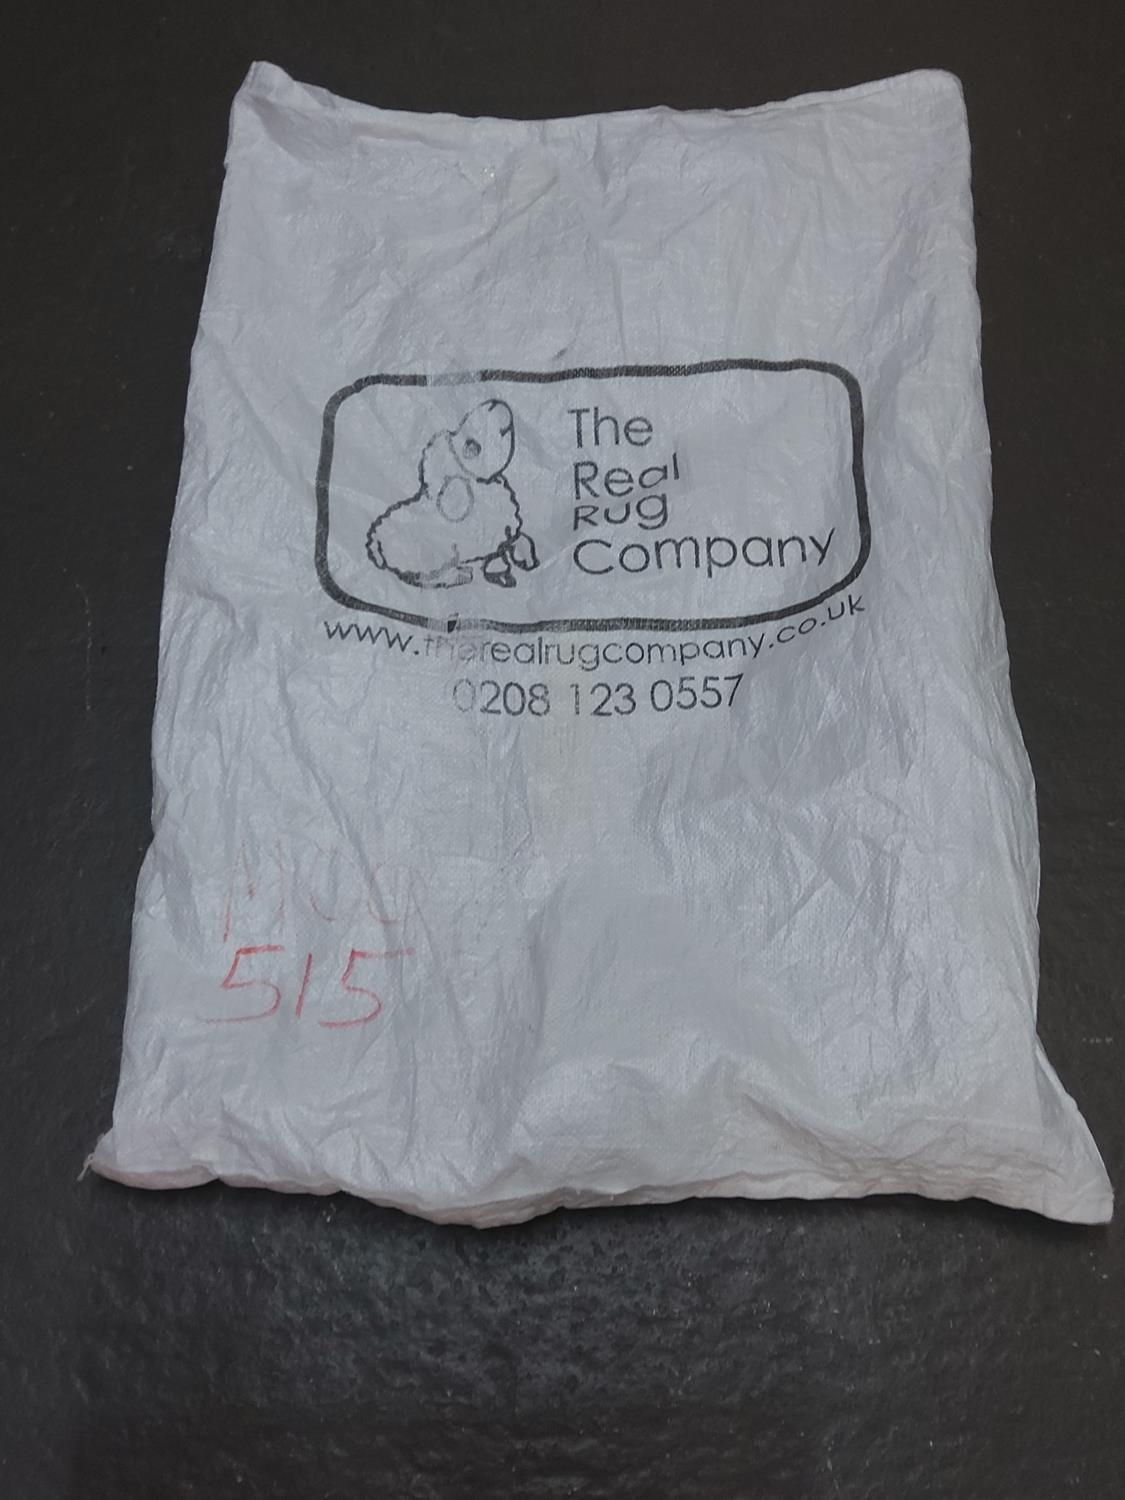 The
Real
Rug
Company
www.therealrugcompany.co.uk
0208 123 0557
515